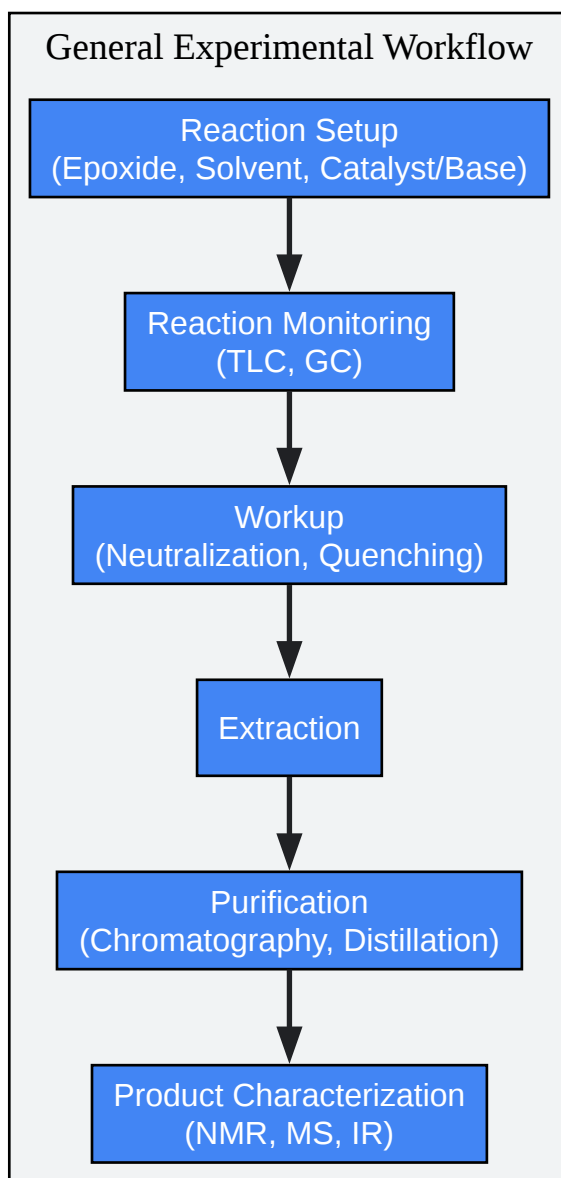 General Experimental Workflow
Reaction Setup
(Epoxide, Solvent, Catalyst/Base)
Reaction Monitoring
(TLC, GC)
Workup
(Neutralization, Quenching)
Extraction
Purification
(Chromatography, Distillation)
Product Characterization
(NMR, MS, IR)